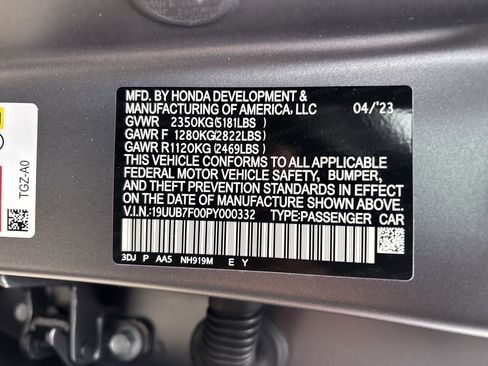 MFD. BY HONDA DEVELOPMENT &
MANUFACTURING OF AMERICA, LLC 04/'23
GVWR 2350KG(5181LBS )
GAWR F 1280KG(2822LBS)
GAWR R1120KG(2469LBS )
THIS VEHICLE CONFORMS TO ALL APPLICABLE
FEDERAL MOTOR VEHICLE SAFETY, BUMPER,
AND THEFT PREVENTION STANDARDS IN EFFECT
ON THE DATE OF MANUFACTURE SHOWN ABOVE.
V.I.N.:19UUB7F00PY000332 TYPE:PASSENGER CAR
3DJ P AA5 NH919M E Y
TGZ-A0